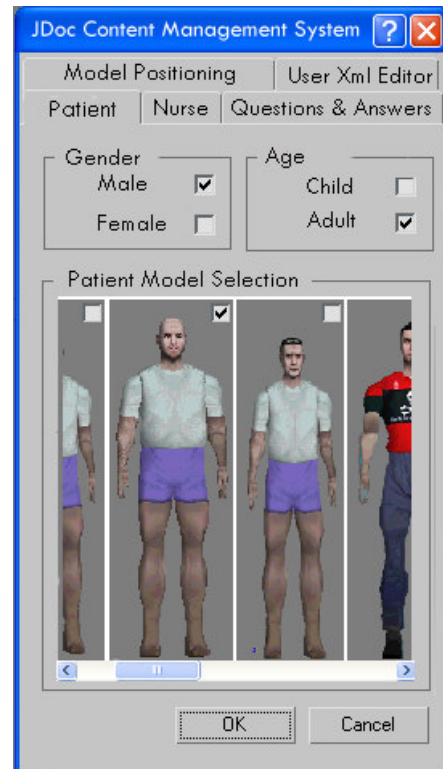 JDoc Content Management System
Model Positioning User Xml Editor
Patient Nurse Questions & Answers
Gender Age
Male Child
Female Adult
Patient Model Selection
OK Cancel